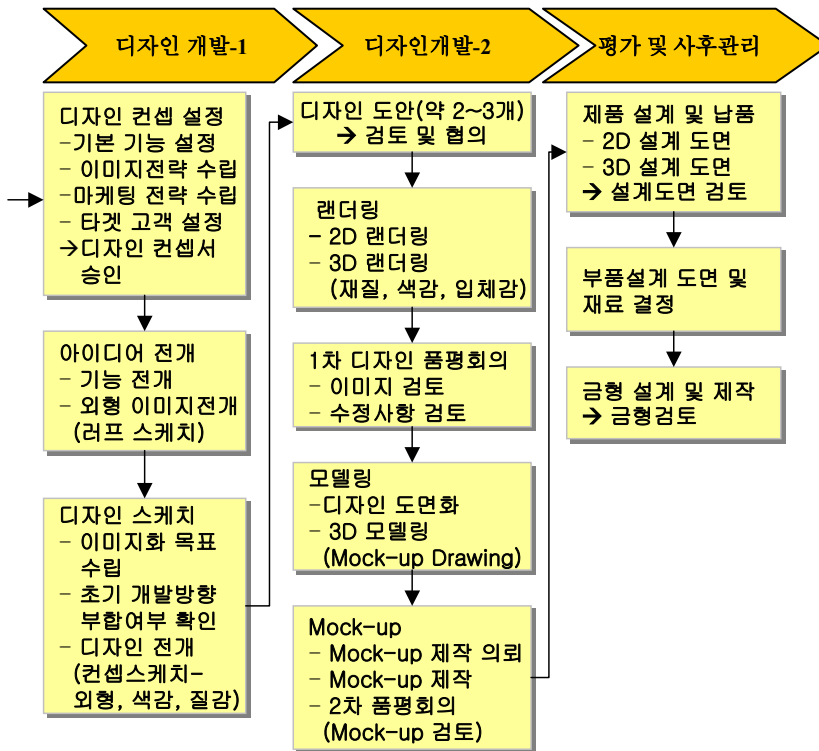 디자인 개발-1
디자인 컨셉 설정
-기본 기능 설정
- 이미지전략 수립
-마케팅 전략 수립
- 타겟 고객 설정
→디자인 컨셉서
승인
아이디어 전개
- 기능 전개
- 외형 이미지전개
(러프 스케치)
디자인 스케치
- 이미지화 목표
수립
- 초기 개발방향
부합여부 확인
- 디자인 전개
(컨셉스케치-
외형, 색감, 질감)
디자인개발-2
디자인 도안(약 2~3개)
→ 검토 및 협의
랜더링
- 2D 랜더링
- 3D 랜더링
(재질, 색감, 입체감)
1차 디자인 품평회의
- 이미지 검토
- 수정사항 검토
모델링
-디자인 도면화
- 3D 모델링
(Mock-up Drawing)
Mock-up
- Mock-up 제작 의뢰
- Mock-up 제작
- 2차 품평회의
(Mock-up 검토)
평가 및 사후관리
제품 설계 및 납품
- 2D 설계 도면
- 3D 설계 도면
→ 설계도면 검토
부품설계 도면 및
재료 결정
금형 설계 및 제작
→ 금형검토